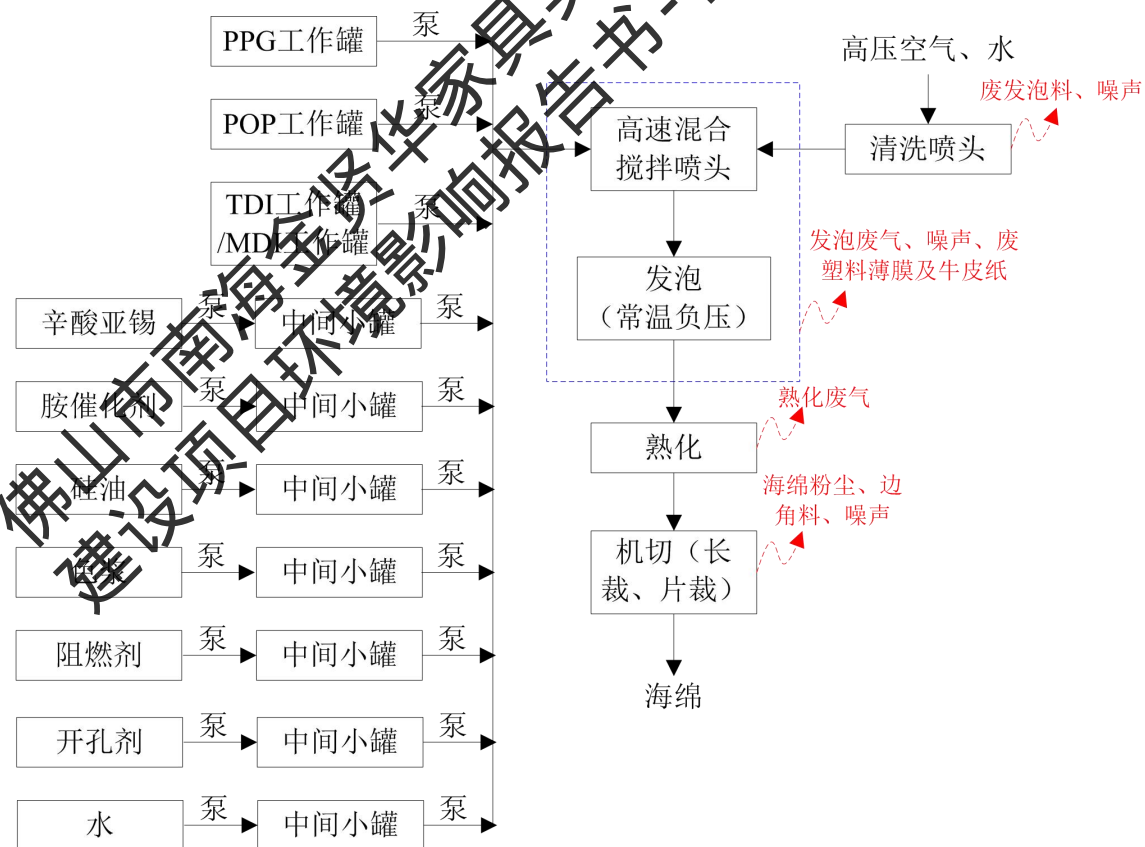 PPG工作罐
泵
POP工作罐
泵
TDI工作罐
/MDI工作罐
泵
辛酸亚锡
泵
中间小罐
泵
胺催化剂
泵
中间小罐
泵
硅油
泵
中间小罐
泵
色浆
泵
中间小罐
泵
阻燃剂
泵
中间小罐
泵
开孔剂
泵
中间小罐
泵
水
泵
中间小罐
泵
高压空气、水
废发泡料、噪声
清洗喷头
高速混合
搅拌喷头
发泡废气、噪声、废
塑料薄膜及牛皮纸
发泡
（常温负压）
熟化废气
熟化
海绵粉尘、边
角料、噪声
机切（长
裁、片裁）
海绵
佛山市南海金贤华家具
建设项目环境影响报告书